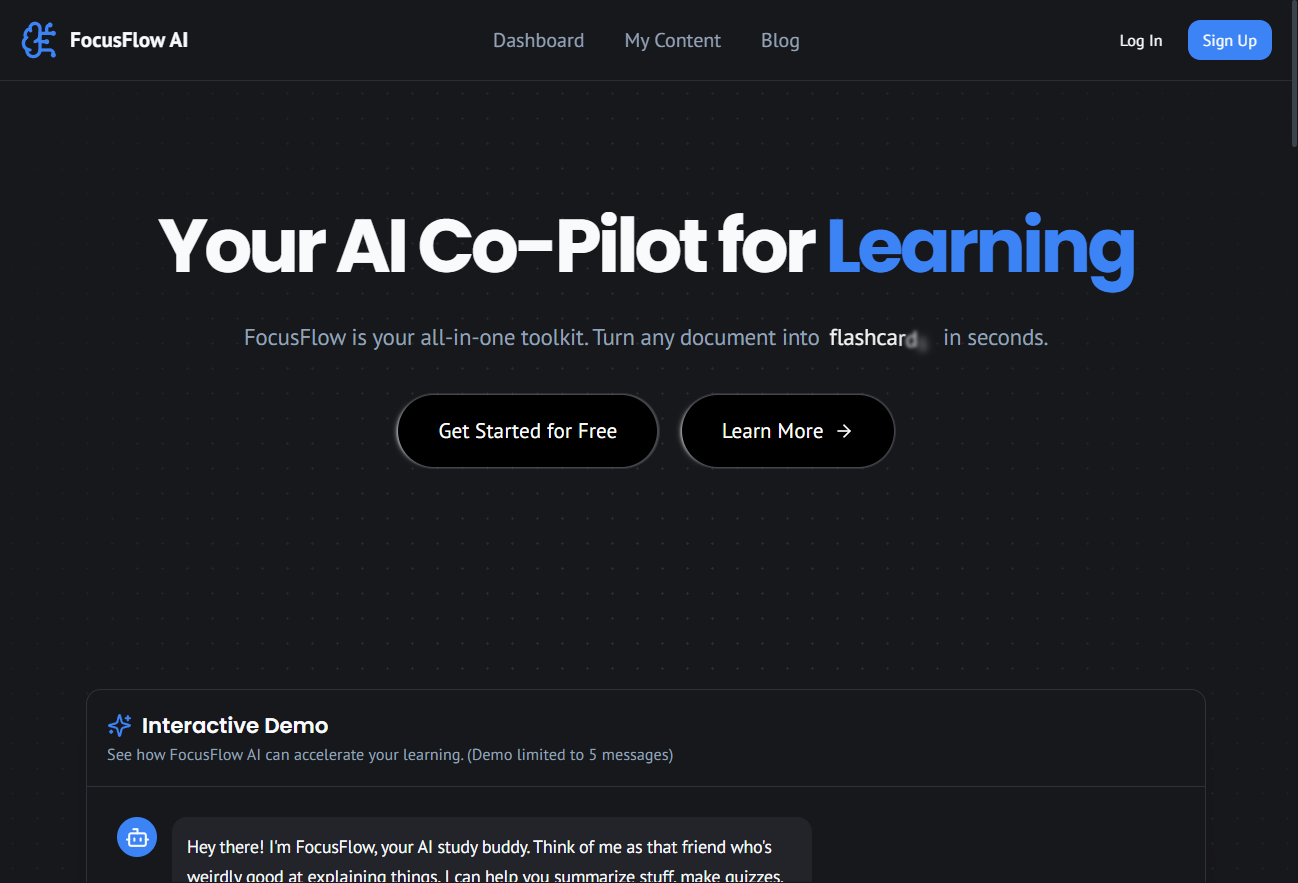 FocusFlow AI
Dashboard My Content Blog
Log In Sign Up
Your AI Co-Pilot for Learning
FocusFlow is your all-in-one toolkit. Turn any document into flashcards in seconds.
Get Started for Free Learn More →
Interactive Demo
See how FocusFlow AI can accelerate your learning. (Demo limited to 5 messages)
Hey there! I'm FocusFlow, your AI study buddy. Think of me as that friend who's
weirdly good at explaining things. I can help you summarize stuff, make quizzes,